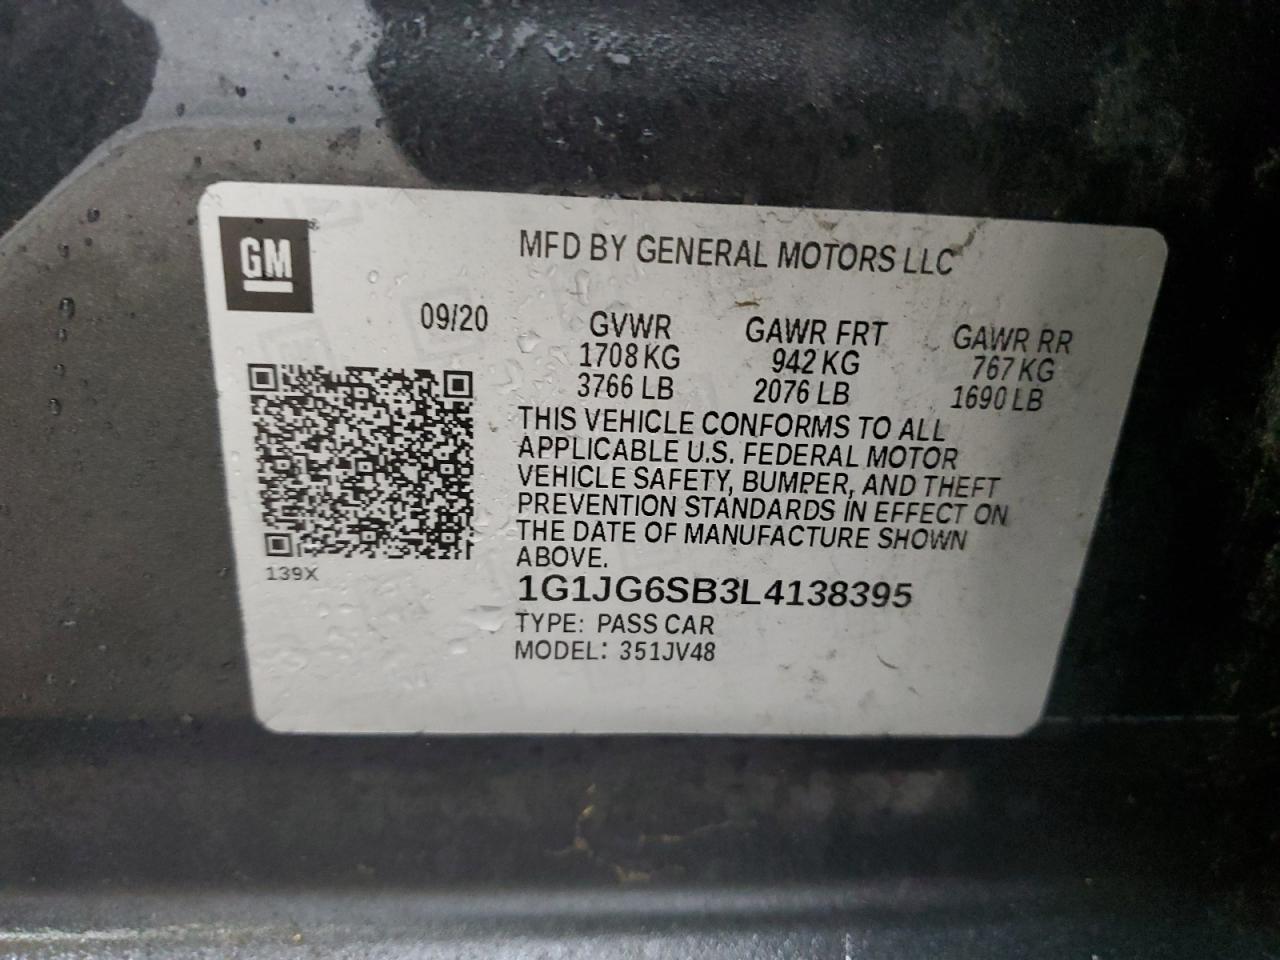 GM
MFD BY GENERAL MOTORS LLC
09/20
GVWR GAWR FRT GAWR RR
1708 KG 942 KG 767 KG
3766 LB 2076 LB 1690 LB
THIS VEHICLE CONFORMS TO ALL
APPLICABLE U.S. FEDERAL MOTOR
VEHICLE SAFETY, BUMPER, AND THEFT
PREVENTION STANDARDS IN EFFECT ON
THE DATE OF MANUFACTURE SHOWN
ABOVE.
139X
1G1JG6SB3L4138395
TYPE: PASS CAR
MODEL: 351JV48